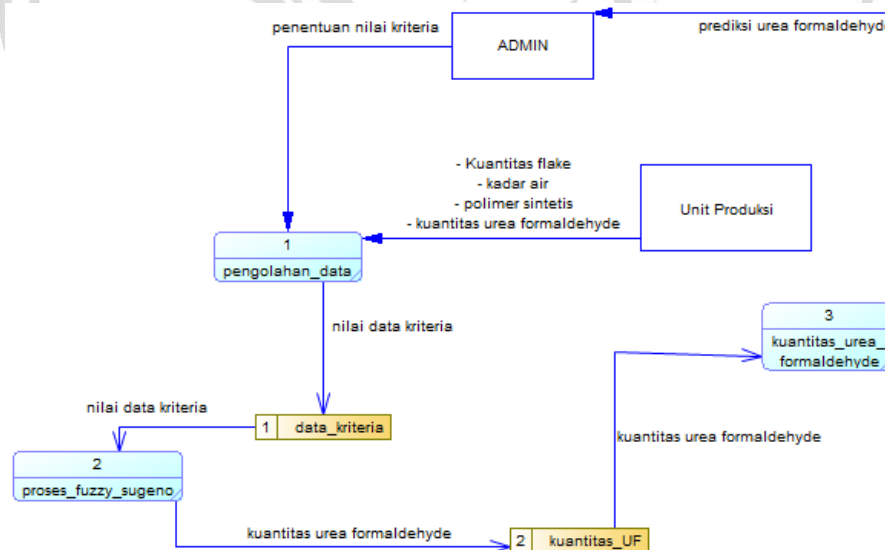 penentuan nilai kriteria
ADMIN
prediksi urea formaldehyde
- Kuantitas flake
- kadar air
- polimer sintetis
- kuantitas urea formaldehyde
Unit Produksi
1
pengolahan_data
nilai data kriteria
3
kuantitas_urea_
formaldehyde
nilai data kriteria
1 data_kriteria
kuantitas urea formaldehyde
2
proses_fuzzy_sugeno
kuantitas urea formaldehyde
2 kuantitas_UF